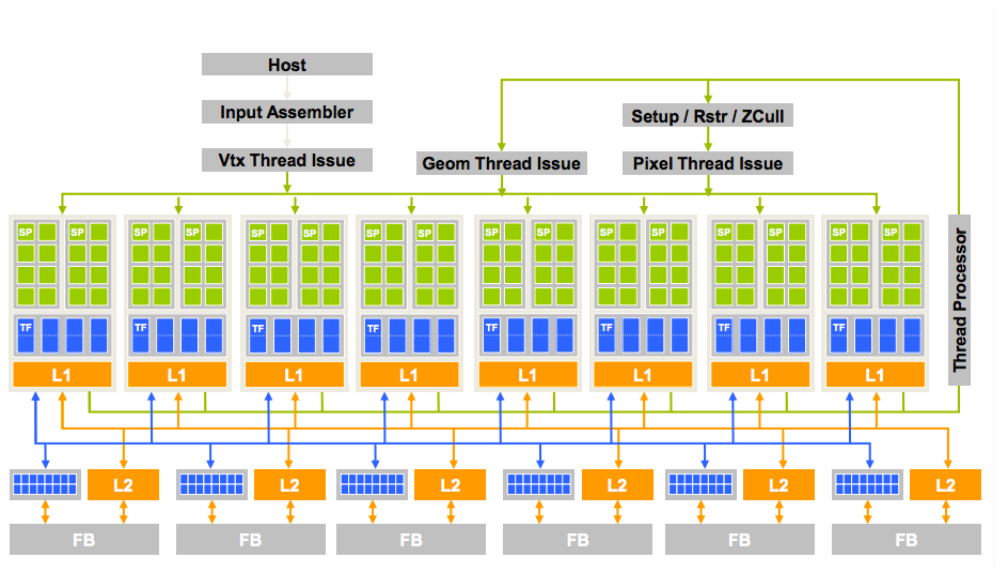 Host
Input Assembler
Setup / Rstr / ZCull
Vtx Thread Issue
Geom Thread Issue
Pixel Thread Issue
SP SP SP SP SP SP SP SP SP SP SP SP SP SP SP SP
TF TF TF TF TF TF TF TF
Thread Processor
L1 L1 L1 L1 L1 L1 L1 L1
L2 L2 L2 L2 L2 L2
FB FB FB FB FB FB